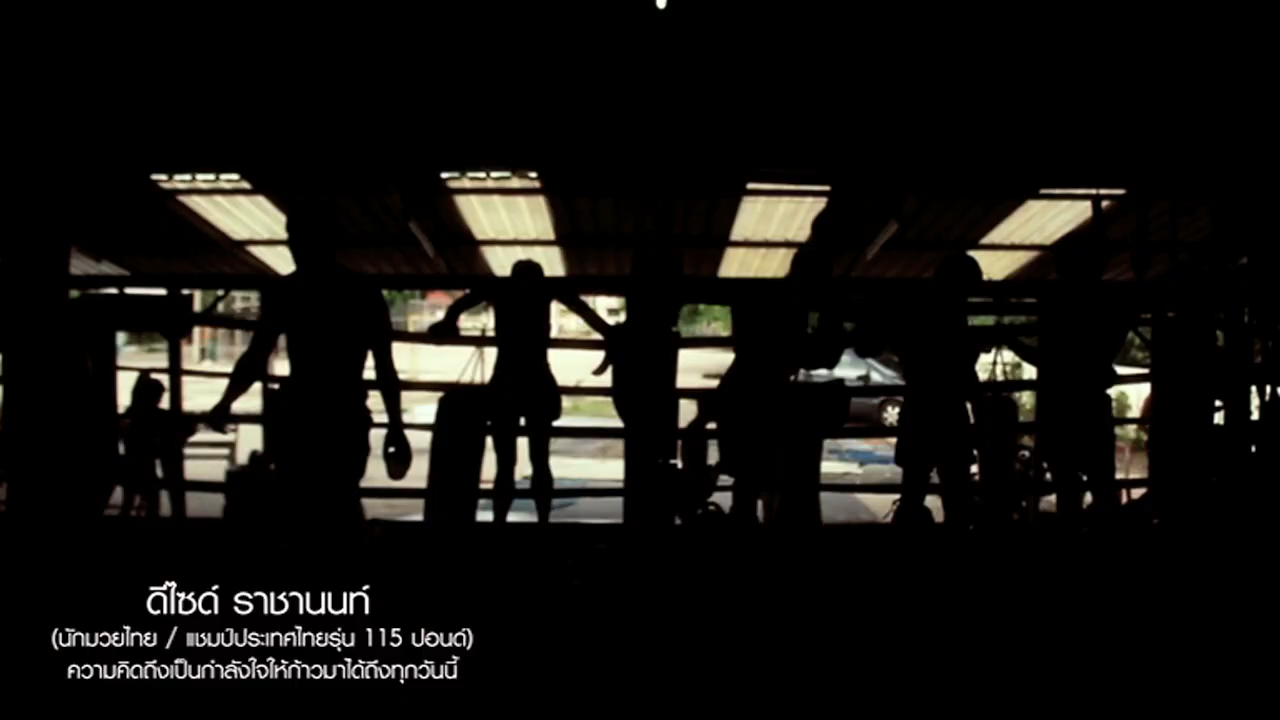 ดีไซด์ ราชานนท์
(นักมวยไทย / แชมป์ประเทศไทยรุ่น 115 ปอนด์)
ความคิดถึงเป็นกำลังใจให้ก้าวมาได้ถึงทุกวันนี้